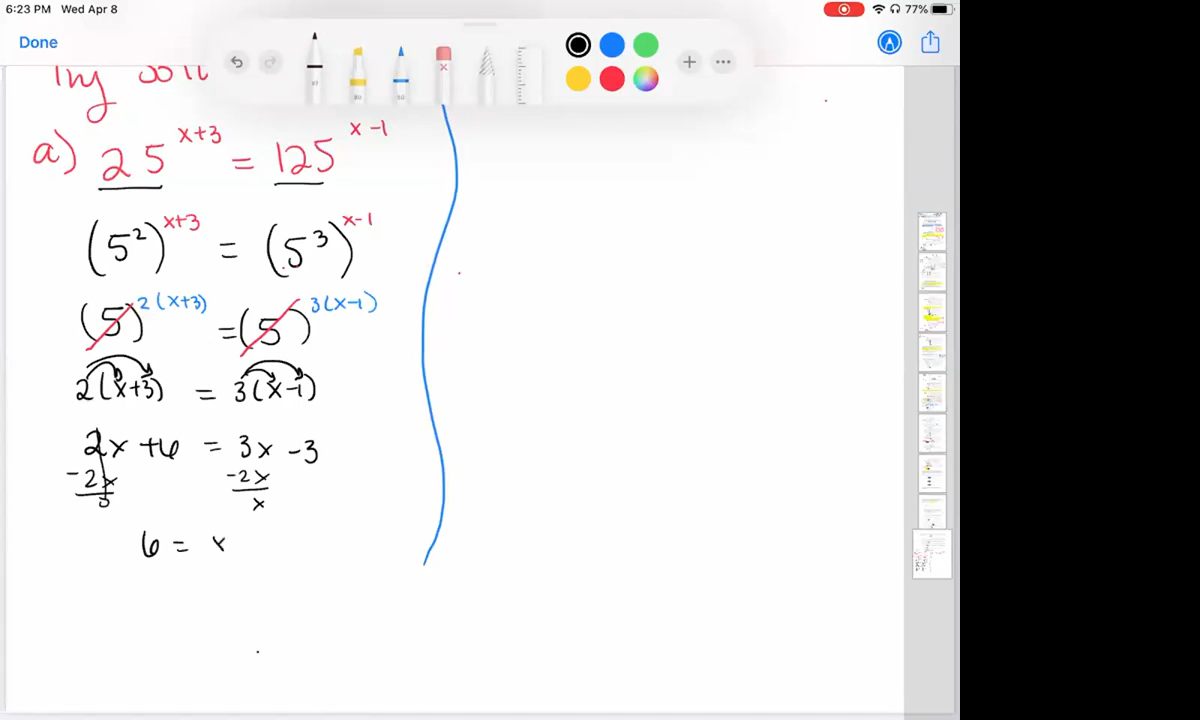 6:23 PM Wed Apr 8
77%
Done
Try
a) 25^(x+3) = 125^(x-1)
(5^2)^(x+3) = (5^3)^(x-1)
(5)^2(x+3) = (5)^3(x-1)
2(x+3) = 3(x-1)
2x +6 = 3x -3
-2x -2x
0 x
6 = x